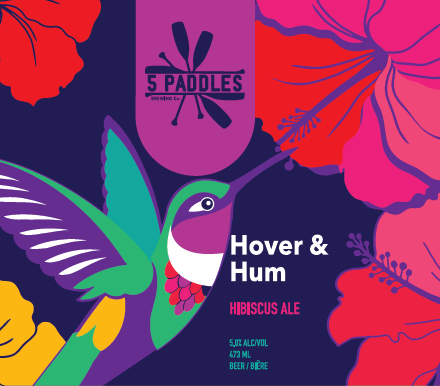 5 PADDLES
BREWING Co.
Hover &
Hum
HIBISCUS ALE
5.0% ALC/VOL
473 ML
BEER / BIÈRE